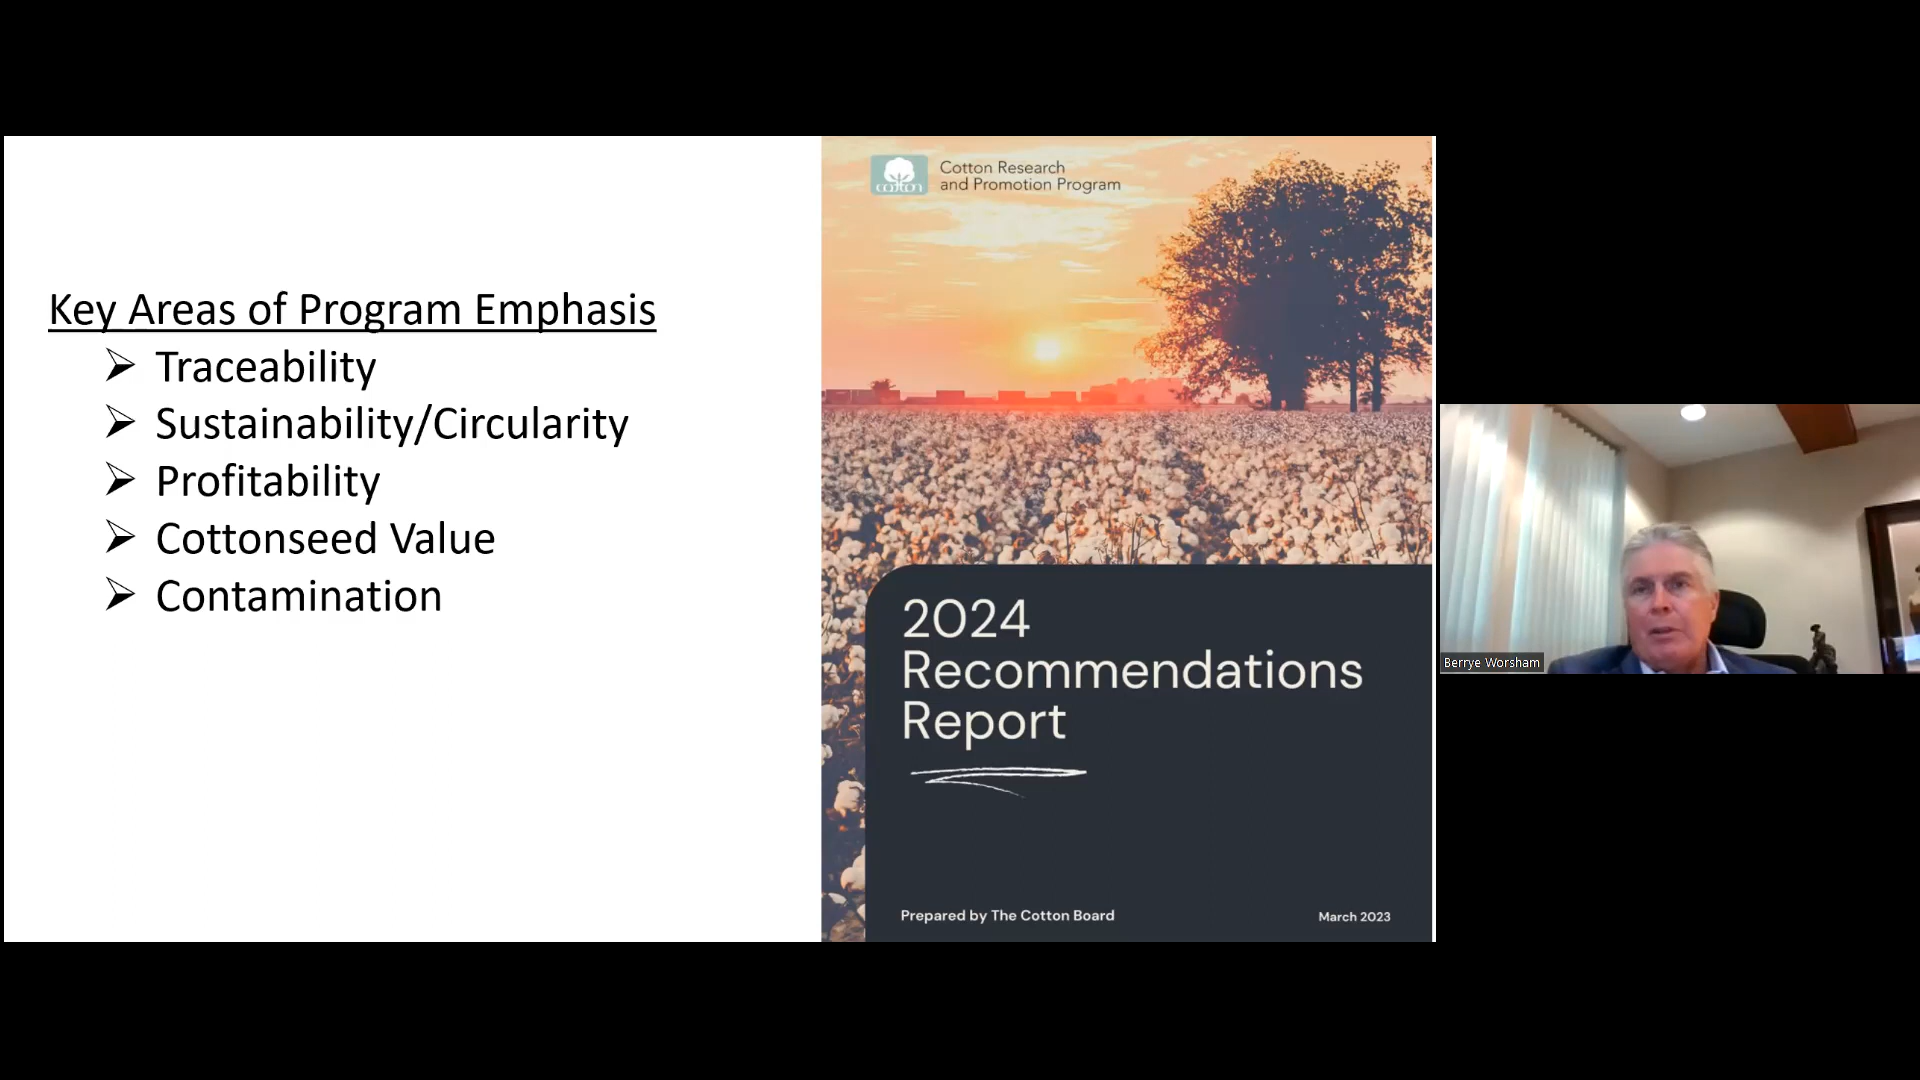 Key Areas of Program Emphasis
Traceability
Sustainability/Circularity
Profitability
Cottonseed Value
Contamination
cotton
Cotton Research
and Promotion Program
2024
Recommendations
Report
Prepared by The Cotton Board
March 2023
Berrye Worsham